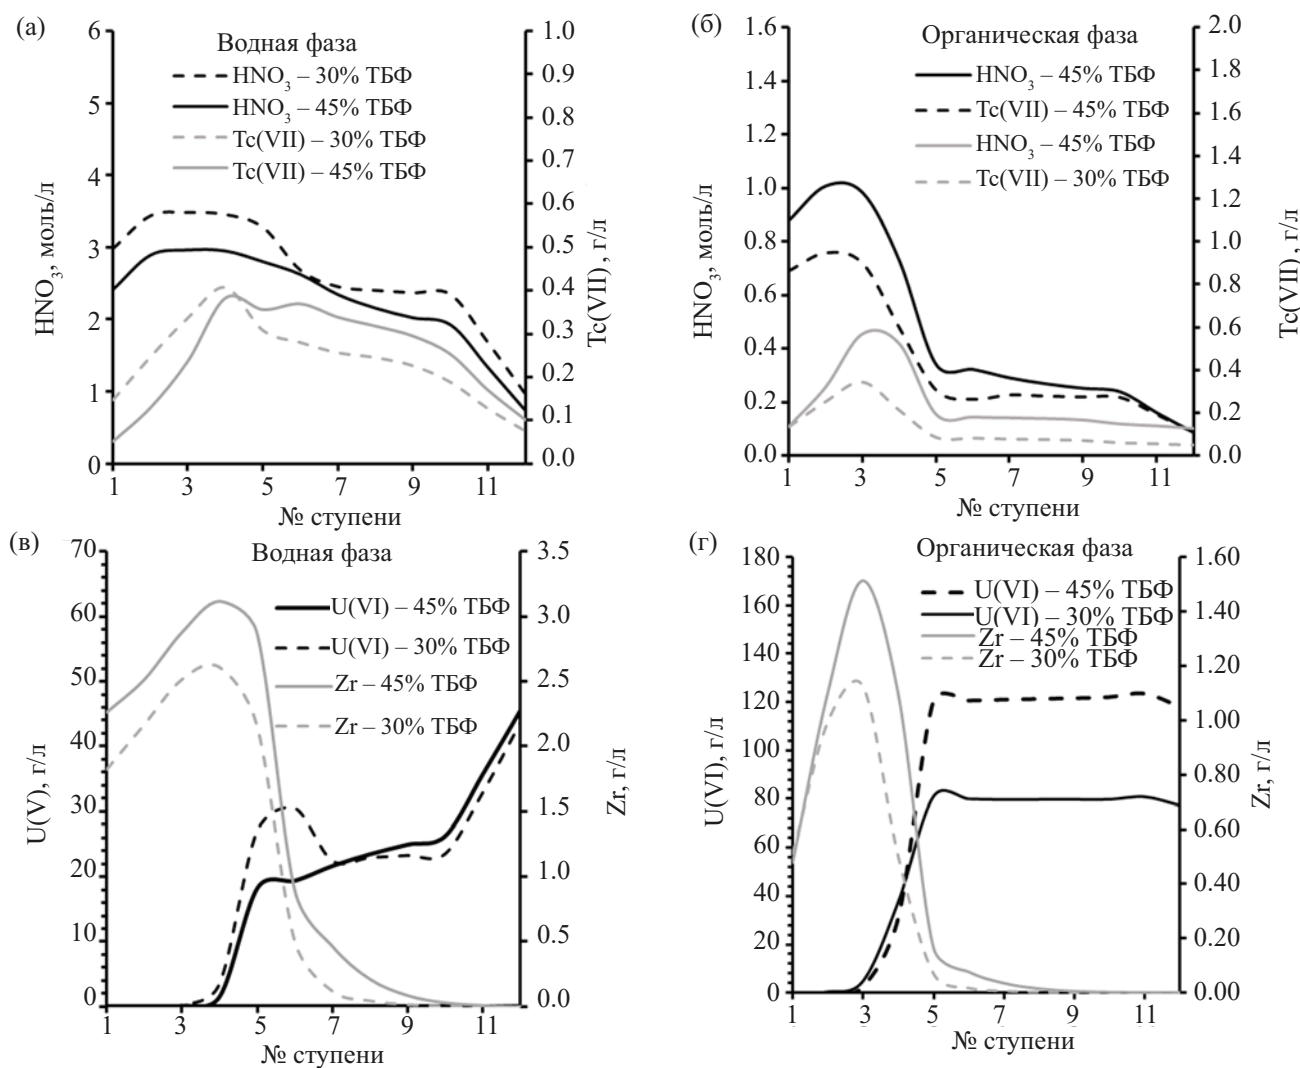 (а)
Водная фаза
HNO₃ – 30% ТБФ
HNO₃ – 45% ТБФ
Tc(VII) – 30% ТБФ
Tc(VII) – 45% ТБФ
HNO₃, моль/л
6
5
4
3
2
1
0
1.0
0.9
0.8
0.7
0.6
0.5
0.4
0.3
0.2
0.1
0.0
Tc(VII), г/л
1 3 5 7 9 11
№ ступени
(б)
Органическая фаза
HNO₃ – 45% ТБФ
Tc(VII) – 45% ТБФ
HNO₃ – 45% ТБФ
Tc(VII) – 30% ТБФ
HNO₃, моль/л
1.6
1.4
1.2
1.0
0.8
0.6
0.4
0.2
0.0
2.0
1.8
1.6
1.4
1.2
1.0
0.8
0.6
0.4
0.2
0.0
Tc(VII), г/л
1 3 5 7 9 11
№ ступени
(в)
Водная фаза
U(VI) – 45% ТБФ
U(VI) – 30% ТБФ
Zr – 45% ТБФ
Zr – 30% ТБФ
U(V), г/л
70
60
50
40
30
20
10
0
3.5
3.0
2.5
2.0
1.5
1.0
0.5
0.0
Zr, г/л
1 3 5 7 9 11
№ ступени
(г)
Органическая фаза
U(VI) – 45% ТБФ
U(VI) – 30% ТБФ
Zr – 45% ТБФ
Zr – 30% ТБФ
U(VI), г/л
180
160
140
120
100
80
60
40
20
0
1.60
1.40
1.20
1.00
0.80
0.60
0.40
0.20
0.00
Zr, г/л
1 3 5 7 9 11
№ ступени